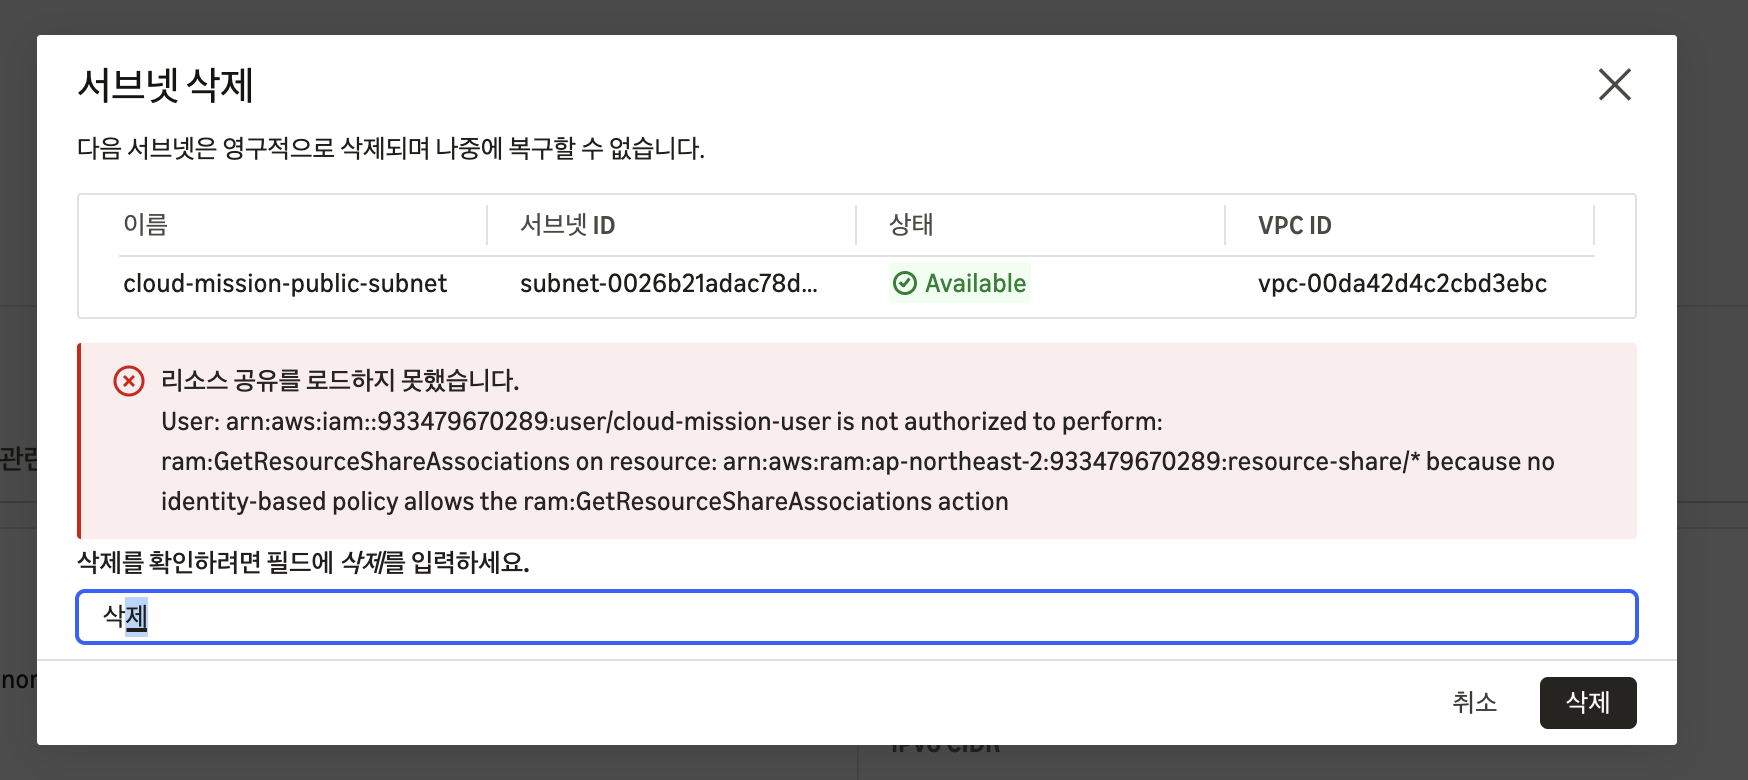 서브넷 삭제
다음 서브넷은 영구적으로 삭제되며 나중에 복구할 수 없습니다.
이름 서브넷 ID 상태 VPC ID
cloud-mission-public-subnet subnet-0026b21adac78d... Available vpc-00da42d4c2cbd3ebc
리소스 공유를 로드하지 못했습니다.
User: arn:aws:iam::933479670289:user/cloud-mission-user is not authorized to perform:
ram:GetResourceShareAssociations on resource: arn:aws:ram:ap-northeast-2:933479670289:resource-share/* because no
identity-based policy allows the ram:GetResourceShareAssociations action
관련
삭제를 확인하려면 필드에 삭제를 입력하세요.
삭제
nor
취소 삭제
IPv6 CIDR